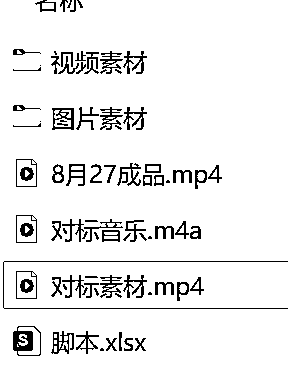 名称
视频素材
图片素材
8月27成品.mp4
对标音乐.m4a
对标素材.mp4
脚本.xlsx